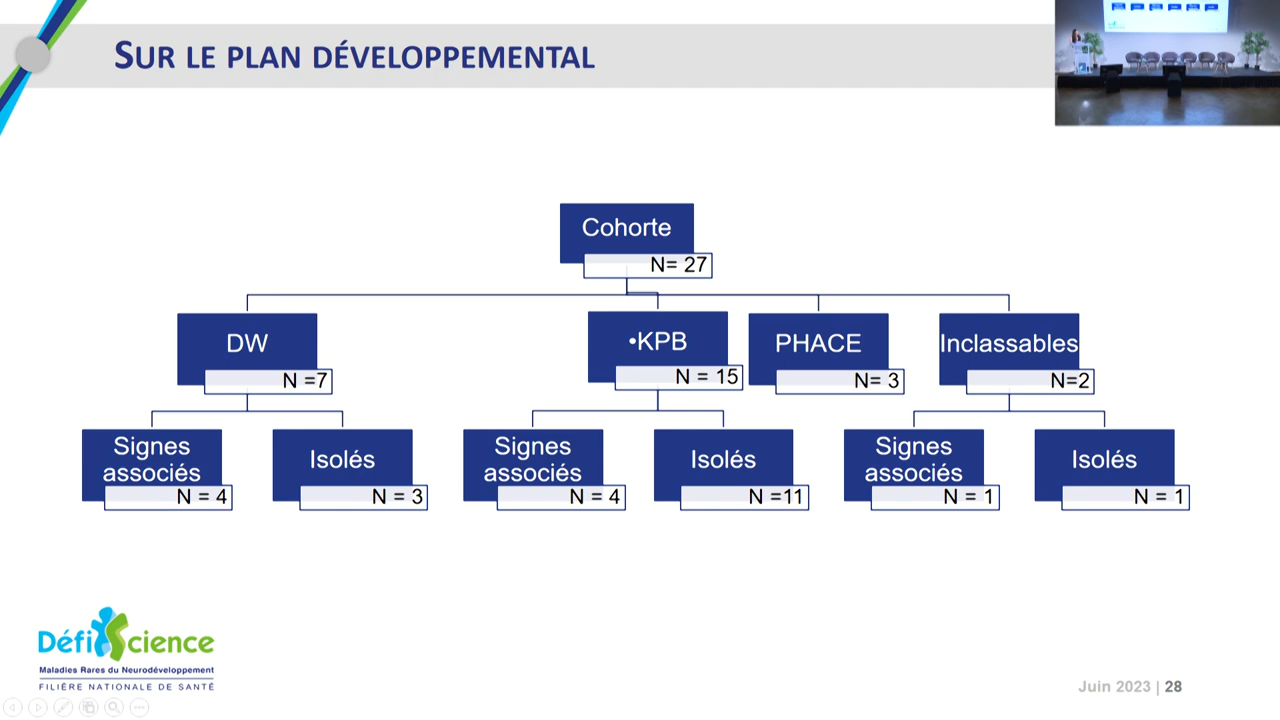 SUR LE PLAN DÉVELOPPEMENTAL
Cohorte
N= 27
DW
N =7
•KPB
N = 15
PHACE
N= 3
Inclassables
N=2
Signes
associés
N = 4
Isolés
N = 3
Signes
associés
N = 4
Isolés
N =11
Signes
associés
N = 1
Isolés
N = 1
DéfiScience
Maladies Rares du Neurodéveloppement
FILIÈRE NATIONALE DE SANTÉ
Juin 2023 | 28